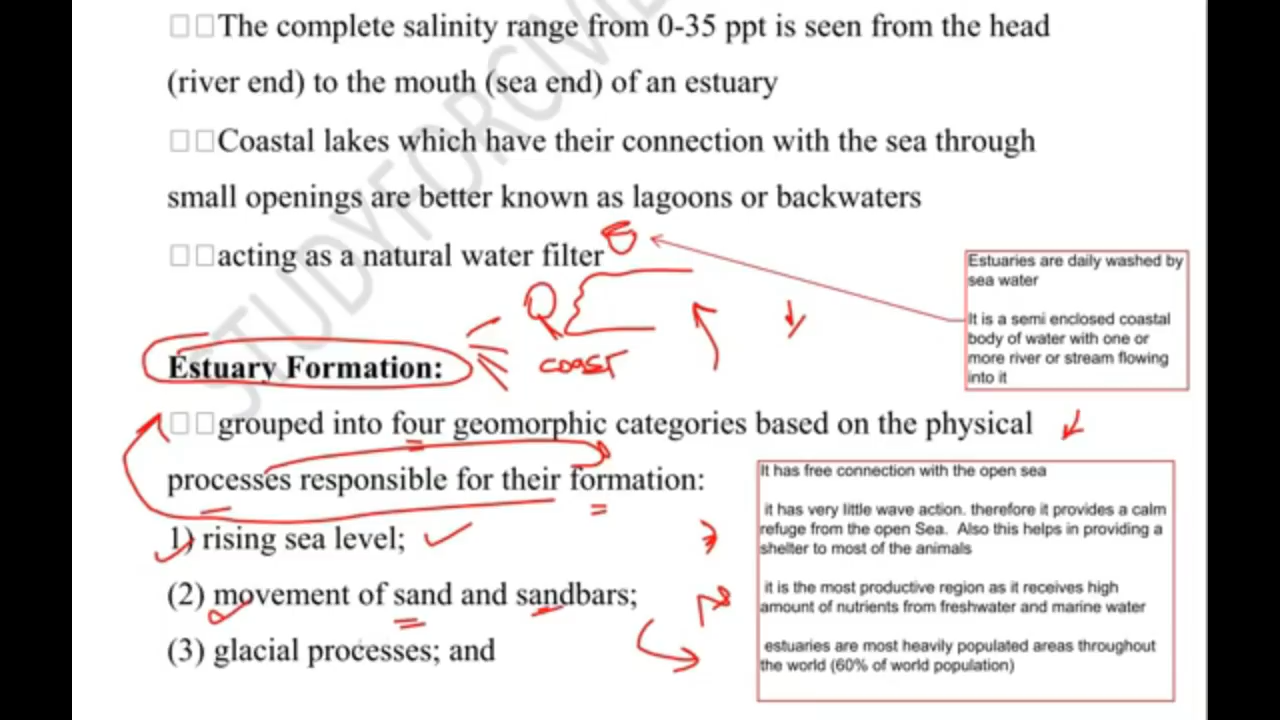 The complete salinity range from 0-35 ppt is seen from the head
(river end) to the mouth (sea end) of an estuary
Coastal lakes which have their connection with the sea through
small openings are better known as lagoons or backwaters
acting as a natural water filter
Estuaries are daily washed by
sea water
It is a semi enclosed coastal
body of water with one or
more river or stream flowing
into it
COAST
Estuary Formation:
grouped into four geomorphic categories based on the physical
processes responsible for their formation:
1) rising sea level;
(2) movement of sand and sandbars;
(3) glacial processes; and
It has free connection with the open sea
it has very little wave action. therefore it provides a calm
refuge from the open Sea. Also this helps in providing a
shelter to most of the animals
it is the most productive region as it receives high
amount of nutrients from freshwater and marine water
estuaries are most heavily populated areas throughout
the world (60% of world population)